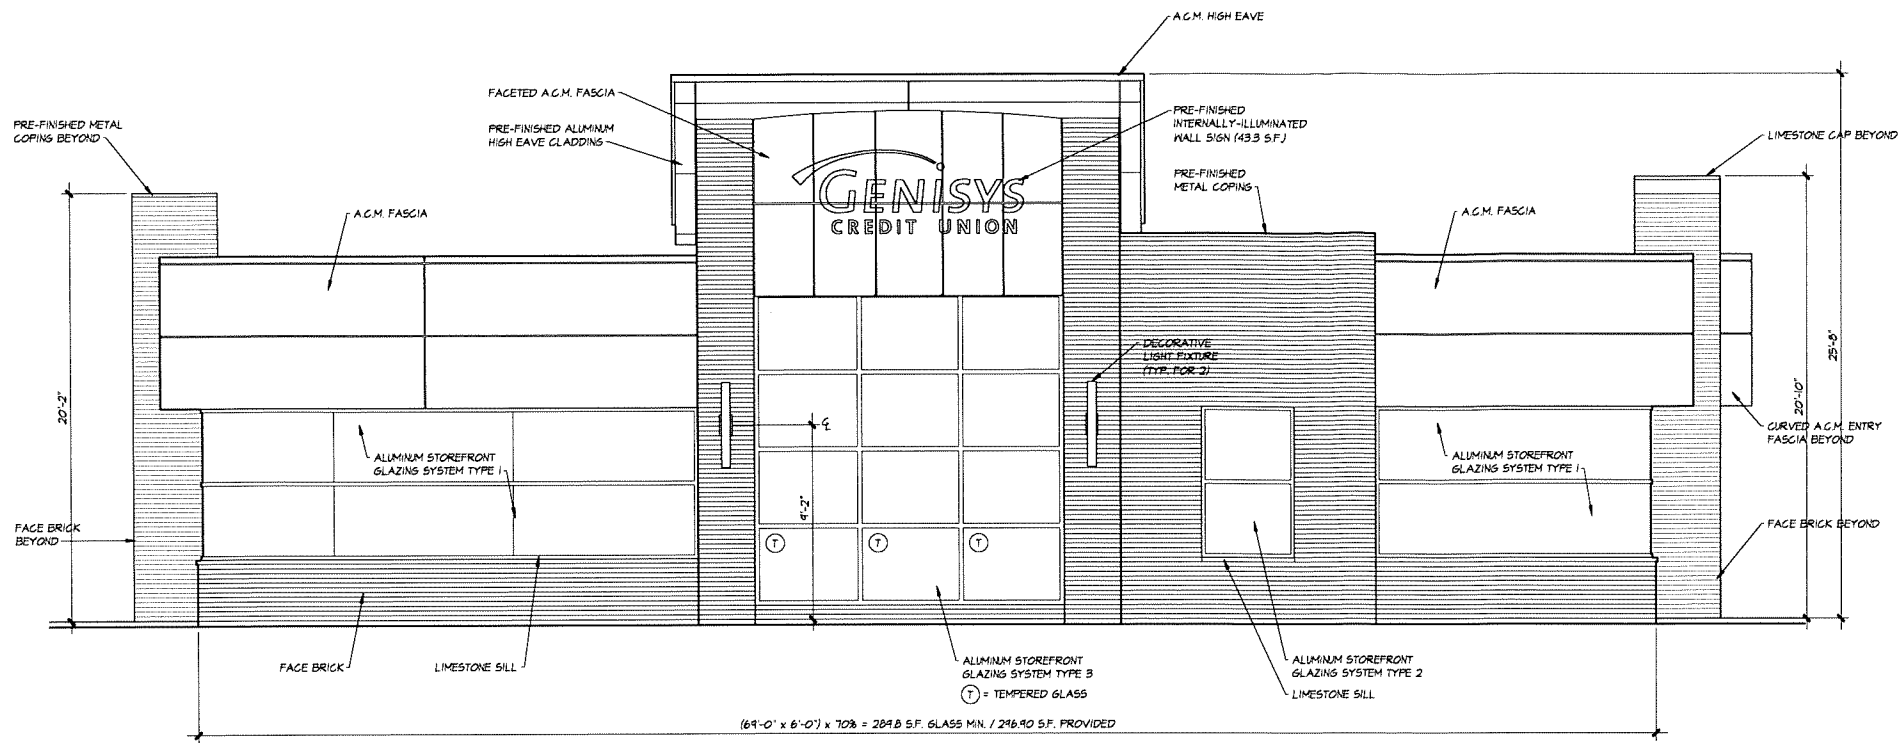 A.C.M. HIGH EAVE
FACETED A.C.M. FASCIA
PRE-FINISHED
INTERNALLY-ILLUMINATED
WALL SIGN (43.3 S.F.)
PRE-FINISHED METAL
COPING BEYOND
PRE-FINISHED ALUMINUM
HIGH EAVE CLADDING
LIMESTONE CAP BEYOND
PRE-FINISHED
METAL COPING
GENISYS
CREDIT UNION
A.C.M. FASCIA
A.C.M. FASCIA
DECORATIVE
LIGHT FIXTURE
(TYP. FOR 2)
25'-8"
20'-2"
20'-10"
CURVED A.C.M. ENTRY
FASCIA BEYOND
ALUMINUM STOREFRONT
GLAZING SYSTEM TYPE 1
ALUMINUM STOREFRONT
GLAZING SYSTEM TYPE 1
℄
9'-2"
FACE BRICK
BEYOND
FACE BRICK BEYOND
T
T
T
FACE BRICK
LIMESTONE SILL
ALUMINUM STOREFRONT
GLAZING SYSTEM TYPE 3
T = TEMPERED GLASS
ALUMINUM STOREFRONT
GLAZING SYSTEM TYPE 2
LIMESTONE SILL
(69'-0" x 6'-0") x 70% = 289.8 S.F. GLASS MIN. / 296.90 S.F. PROVIDED